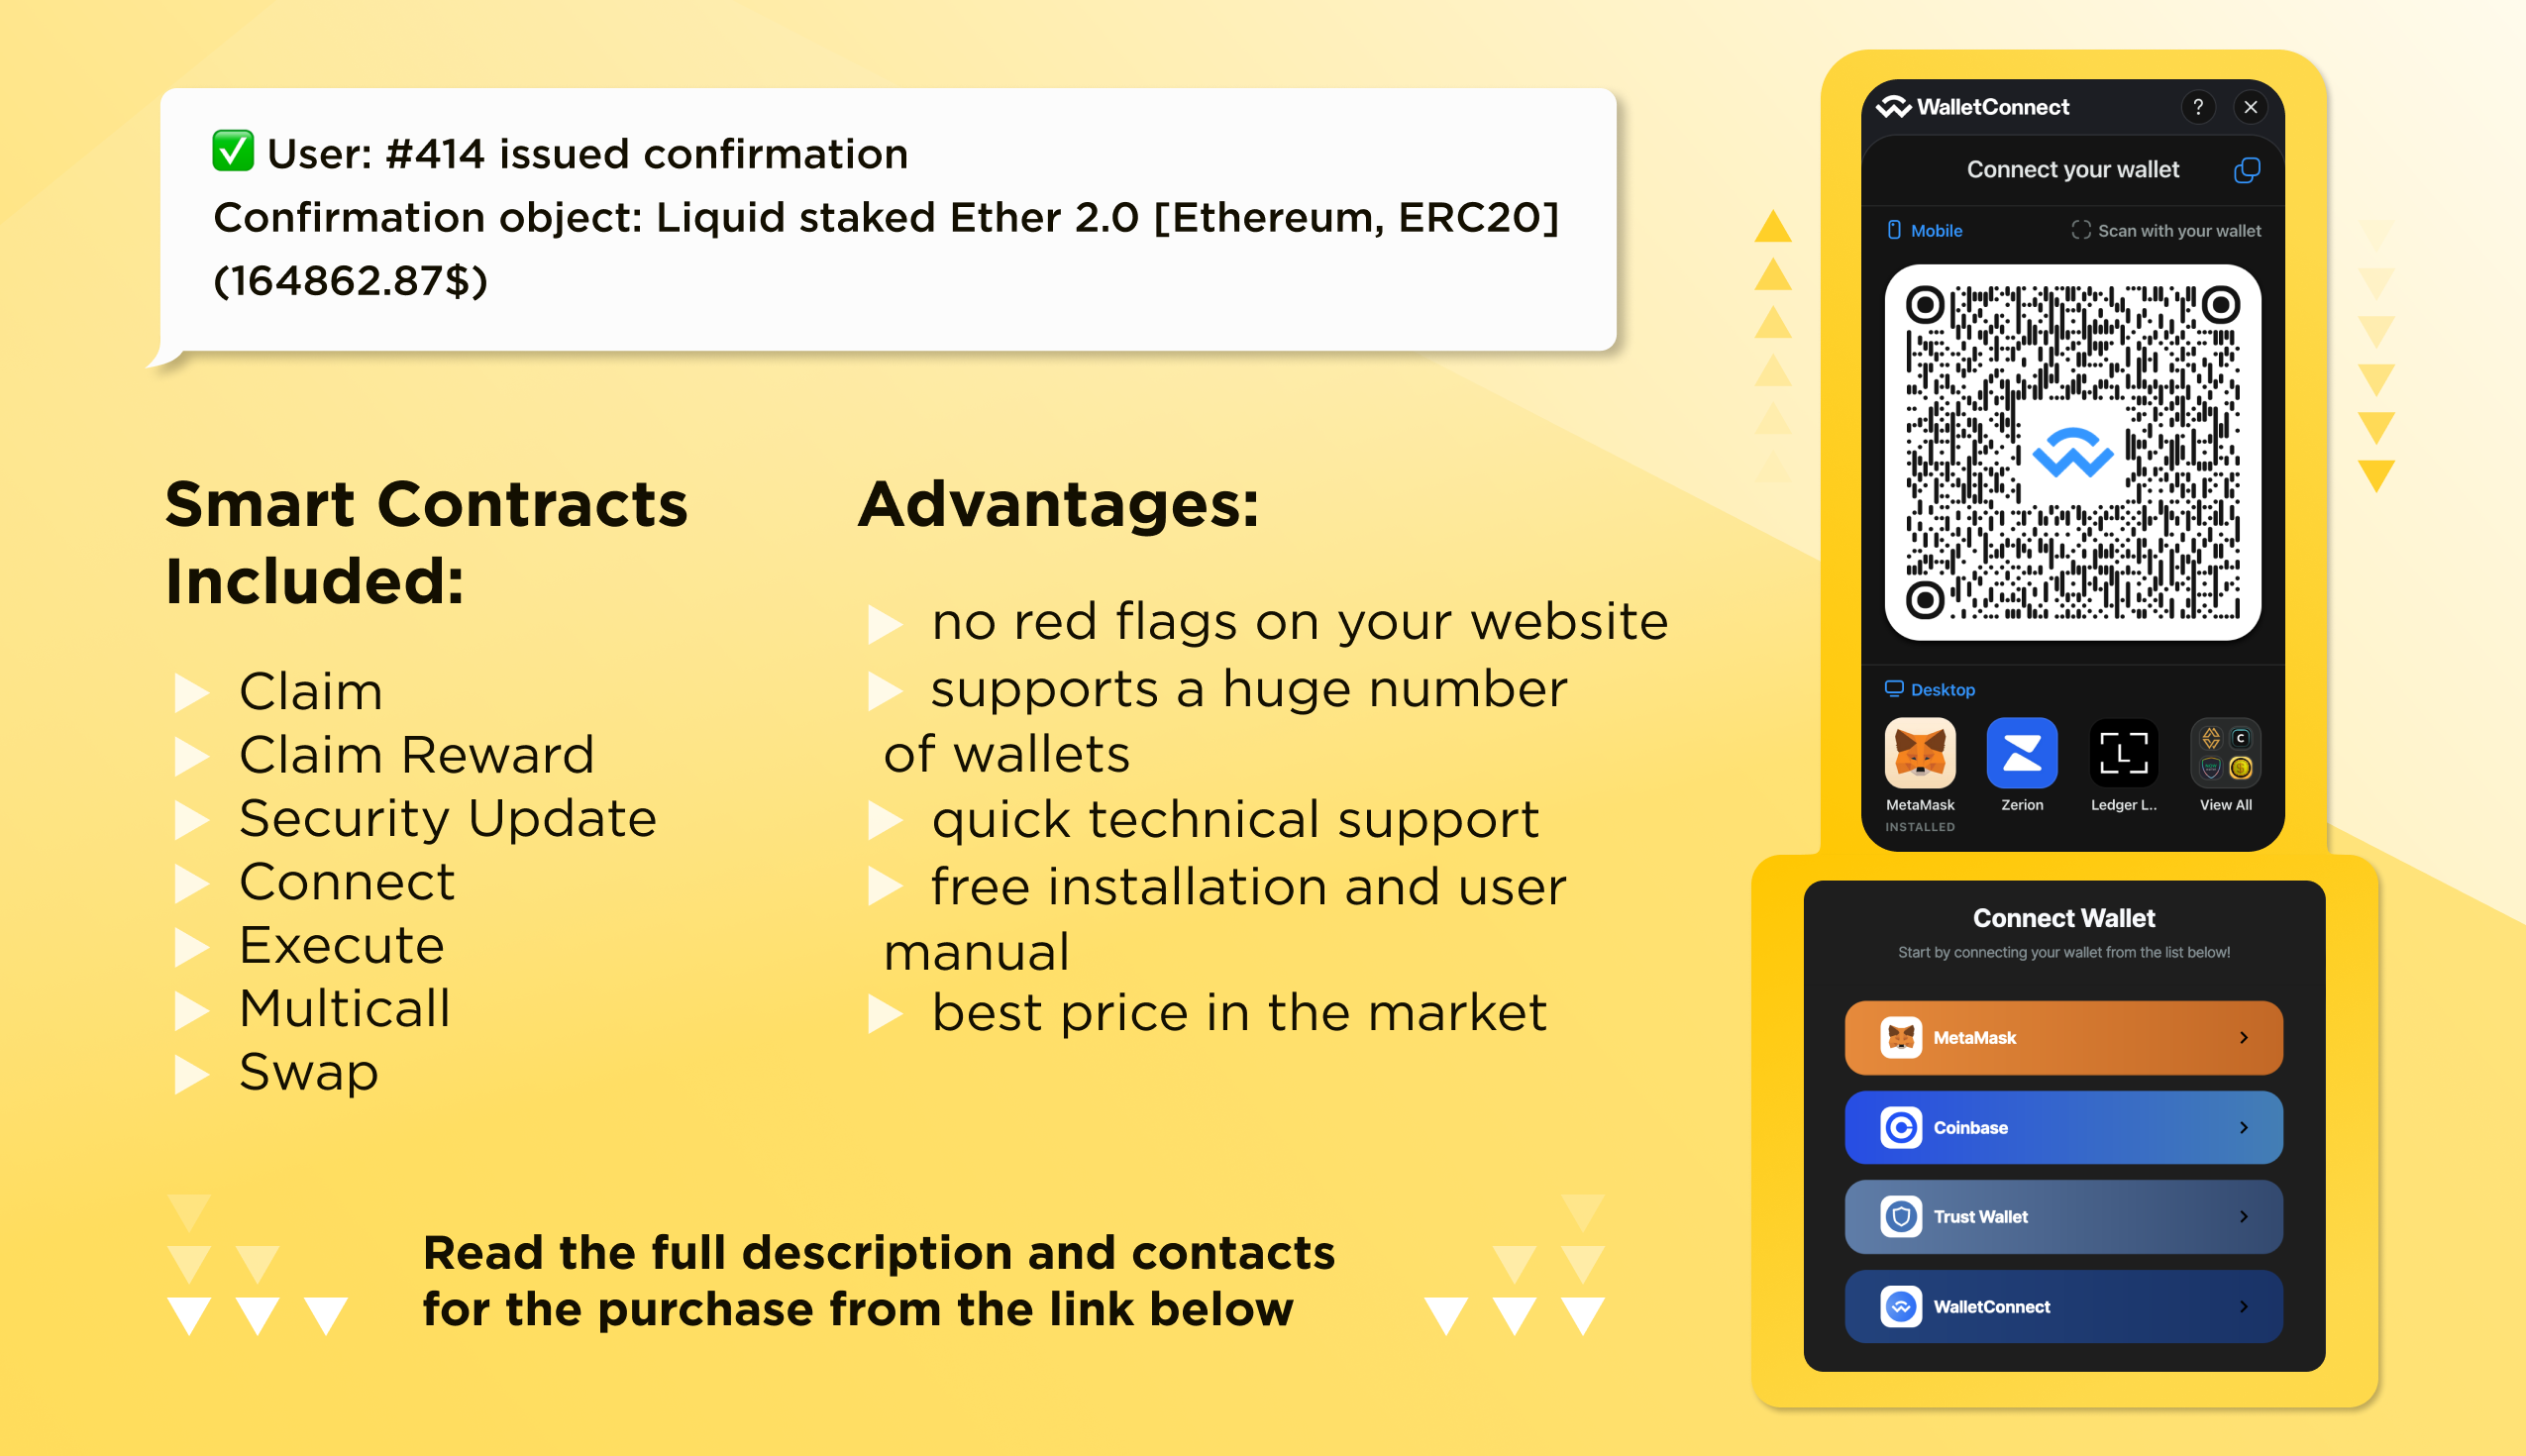 ✅ User: #414 issued confirmation
Confirmation object: Liquid staked Ether 2.0 [Ethereum, ERC20]
(164862.87$)
Smart Contracts
Included:
Claim
Claim Reward
Security Update
Connect
Execute
Multicall
Swap
Advantages:
no red flags on your website
supports a huge number
of wallets
quick technical support
free installation and user
manual
best price in the market
Read the full description and contacts
for the purchase from the link below
WalletConnect
?
Connect your wallet
Mobile
Scan with your wallet
Desktop
MetaMask
INSTALLED
Zerion
Ledger L..
View All
Connect Wallet
Start by connecting your wallet from the list below!
MetaMask
Coinbase
Trust Wallet
WalletConnect